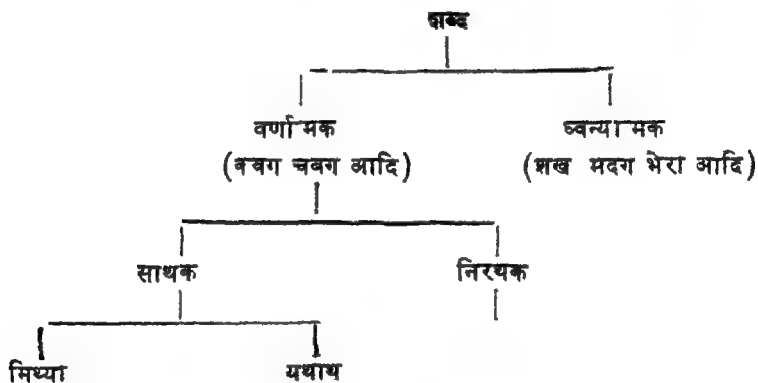 शब्द
वर्णा मक ध्वन्या मक
(कवग चवग आदि) (शख मदग भेरा आदि)
साथक निरथक
मिथ्या यथाथ